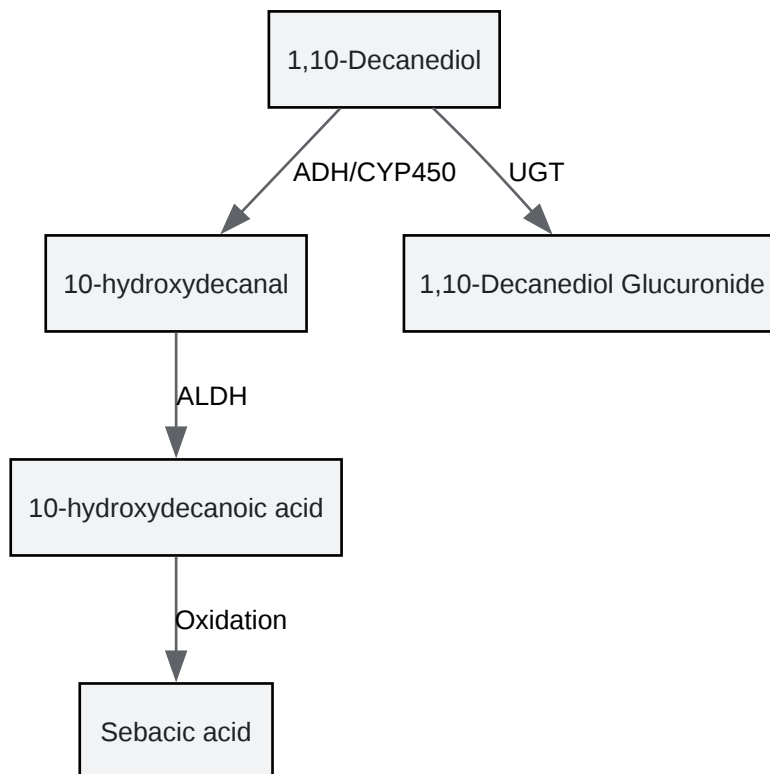 1,10-Decanediol
ADH/CYP450
UGT
10-hydroxydecanal
1,10-Decanediol Glucuronide
ALDH
10-hydroxydecanoic acid
Oxidation
Sebacic acid